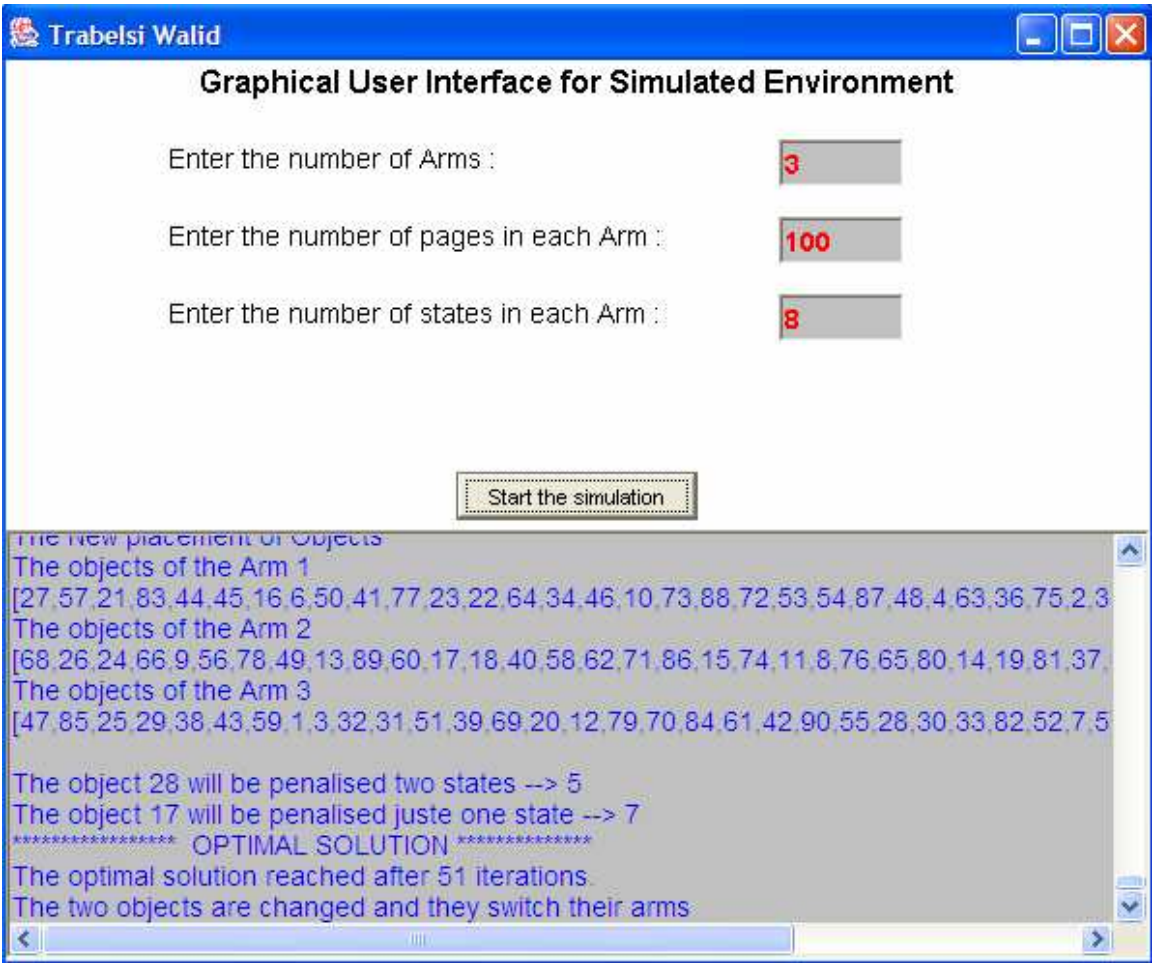 Trabelsi Walid
Graphical User Interface for Simulated Environment
Enter the number of Arms : 3
Enter the number of pages in each Arm : 100
Enter the number of states in each Arm : 8
Start the simulation
The New placement of Objects
The objects of the Arm 1
[27,57,21,83,44,45,16,6,50,41,77,23,22,64,34,46,10,73,88,72,53,54,87,48,4,63,36,75,2,3
The objects of the Arm 2
[68,26,24,66,9,56,78,49,13,89,60,17,18,40,58,62,71,86,15,74,11,8,76,65,80,14,19,81,37,
The objects of the Arm 3
[47,85,25,29,38,43,59,1,3,32,31,51,39,69,20,12,79,70,84,61,42,90,55,28,30,33,82,52,7,5
The object 28 will be penalised two states --> 5
The object 17 will be penalised juste one state --> 7
***************** OPTIMAL SOLUTION **************
The optimal solution reached after 51 iterations.
The two objects are changed and they switch their arms